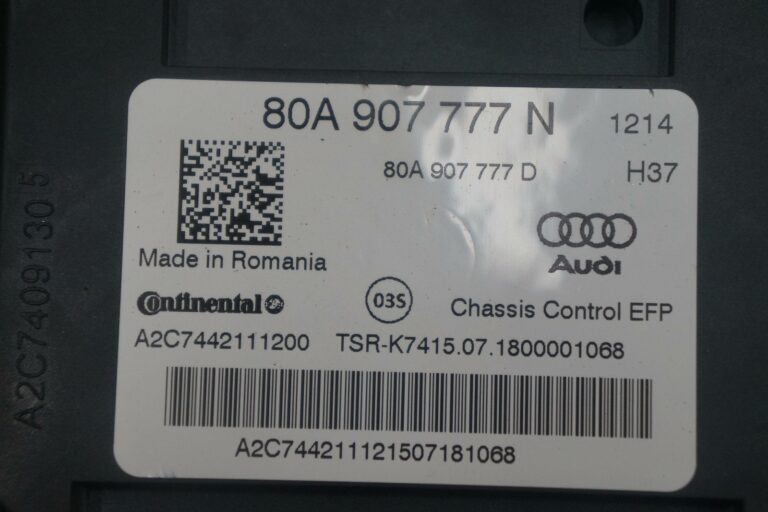 80A 907 777 N 1214
80A 907 777 D H37
Audi
Made in Romania
Continental 03S Chassis Control EFP
A2C7442111200 TSR-K7415.07.1800001068
A2C744211121507181068
A2C74091305